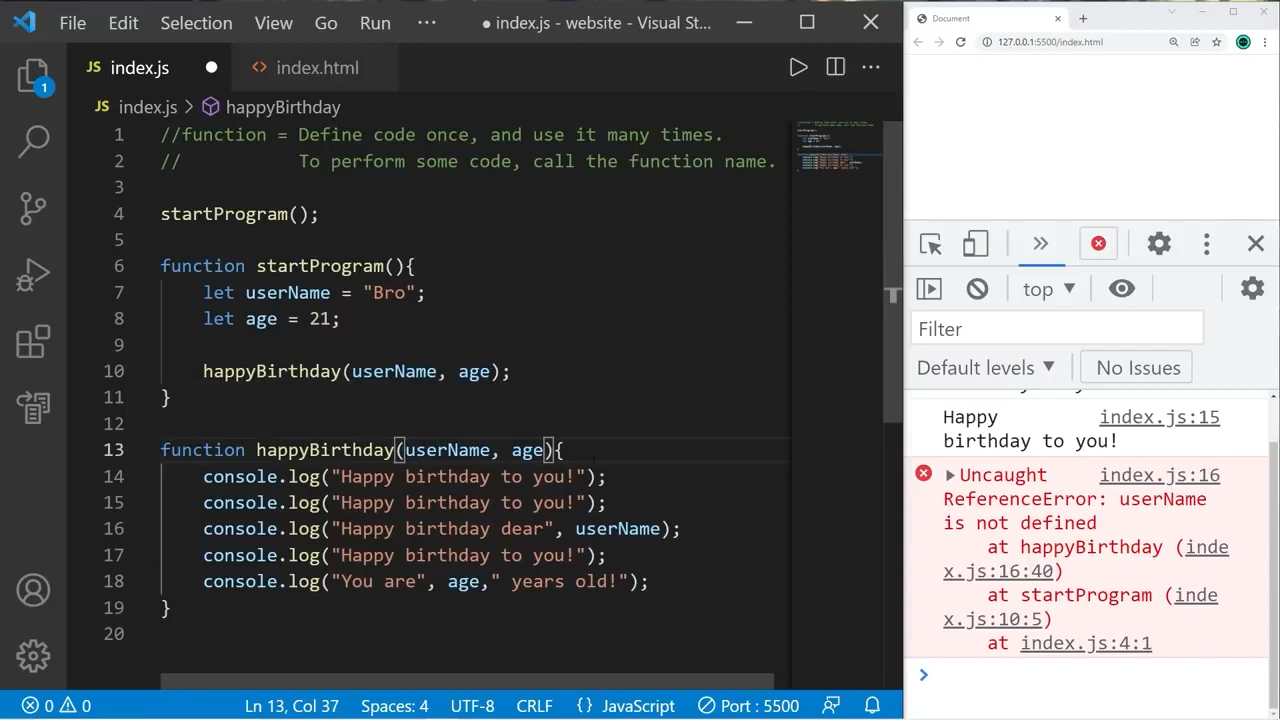 File Edit Selection View Go Run ··· ● index.js - website - Visual St...
JS index.js ● <> index.html
JS index.js > happyBirthday
1 //function = Define code once, and use it many times.
2 //           To perform some code, call the function name.
3
4 startProgram();
5
6 function startProgram(){
7     let userName = "Bro";
8     let age = 21;
9
10     happyBirthday(userName, age);
11 }
12
13 function happyBirthday(userName, age){
14     console.log("Happy birthday to you!");
15     console.log("Happy birthday to you!");
16     console.log("Happy birthday dear", userName);
17     console.log("Happy birthday to you!");
18     console.log("You are", age," years old!");
19 }
20
1
0 0 Ln 13, Col 37 Spaces: 4 UTF-8 CRLF {} JavaScript Port : 5500
Document
127.0.0.1:5500/index.html
top
Filter
Default levels No Issues
Happy index.js:15
birthday to you!
Uncaught index.js:16
ReferenceError: userName
is not defined
at happyBirthday (inde
x.js:16:40)
at startProgram (inde
x.js:10:5)
at index.js:4:1